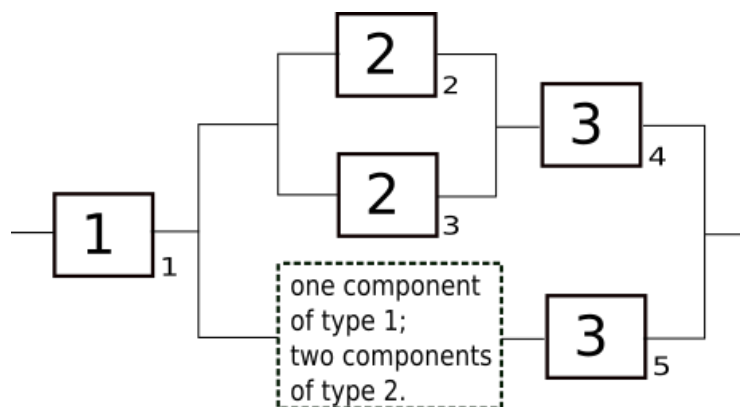 2
2
3
4
2
3
1
1
one component
of type 1;
two components
of type 2.
3
5